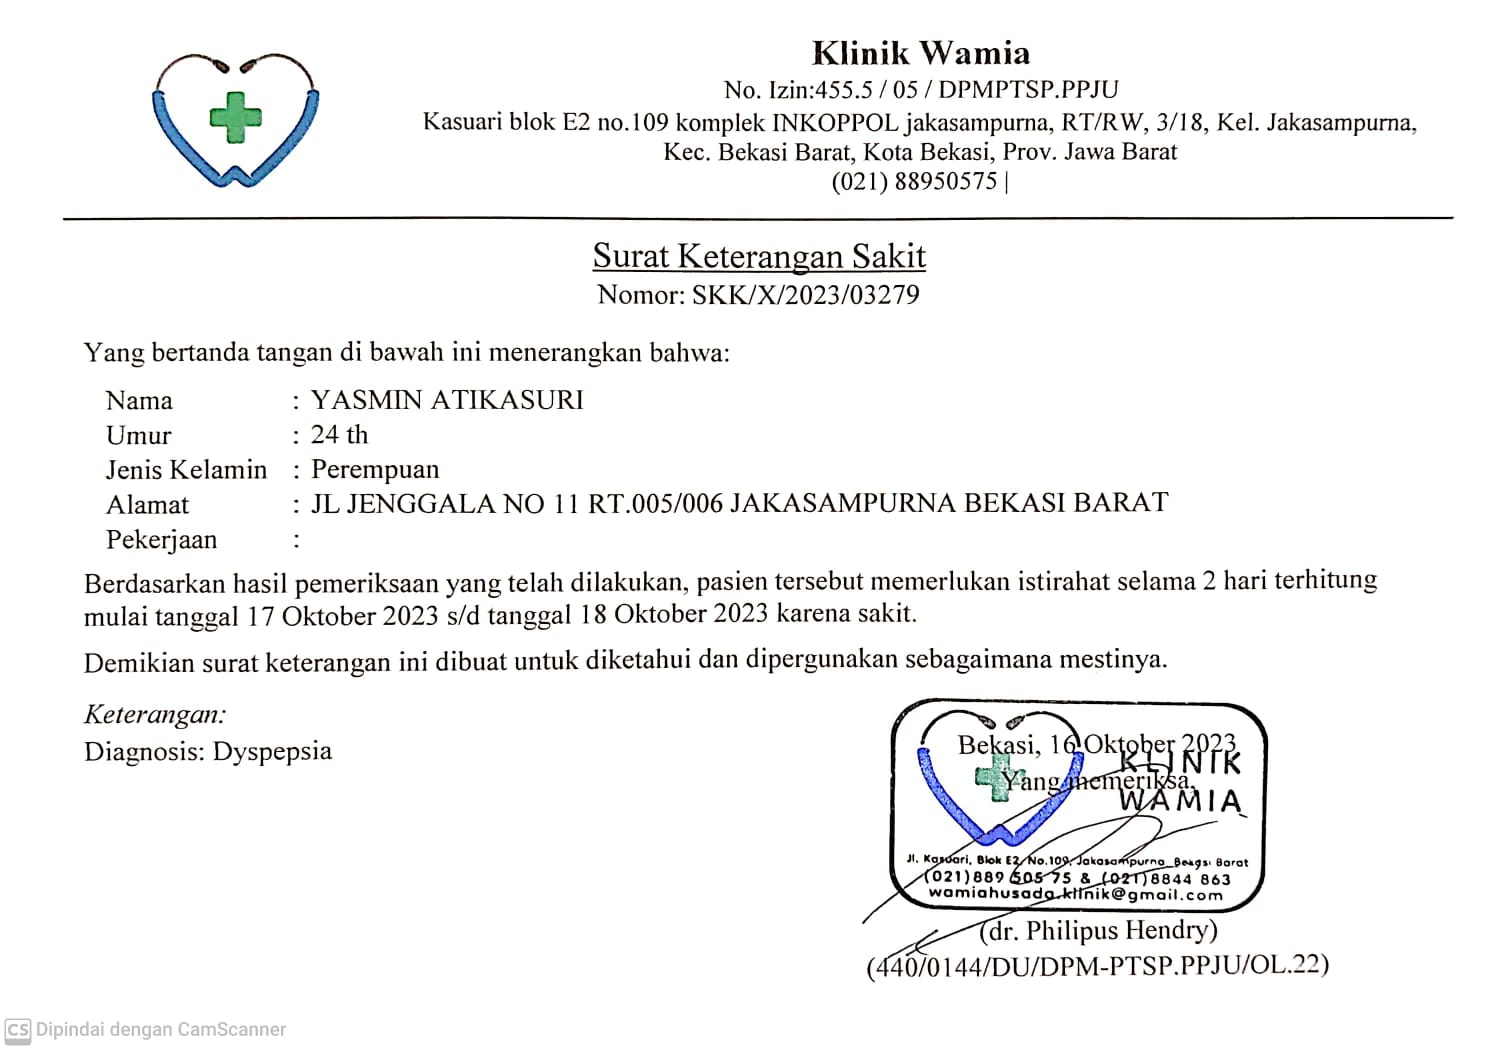 Klinik Wamia
No. Izin:455.5 / 05 / DPMPTSP.PPJU
Kasuari blok E2 no.109 komplek INKOPPOL jakasampurna, RT/RW, 3/18, Kel. Jakasampurna,
Kec. Bekasi Barat, Kota Bekasi, Prov. Jawa Barat
(021) 88950575 |
Surat Keterangan Sakit
Nomor: SKK/X/2023/03279
Yang bertanda tangan di bawah ini menerangkan bahwa:
Nama : YASMIN ATIKASURI
Umur : 24 th
Jenis Kelamin : Perempuan
Alamat : JL JENGGALA NO 11 RT.005/006 JAKASAMPURNA BEKASI BARAT
Pekerjaan :
Berdasarkan hasil pemeriksaan yang telah dilakukan, pasien tersebut memerlukan istirahat selama 2 hari terhitung
mulai tanggal 17 Oktober 2023 s/d tanggal 18 Oktober 2023 karena sakit.
Demikian surat keterangan ini dibuat untuk diketahui dan dipergunakan sebagaimana mestinya.
Keterangan:
Diagnosis: Dyspepsia
Bekasi, 16 Oktober 2023
Yang memeriksa,
KLINIK
WAMIA
Jl. Kasuari, Blok E2, No.109, Jakasampurna Barat
(021)889 505 75 & (021)8844 863
wamiahusada.klinik@gmail.com
(dr. Philipus Hendry)
(440/0144/DU/DPM-PTSP.PPJU/OL.22)
CS Dipindai dengan CamScanner